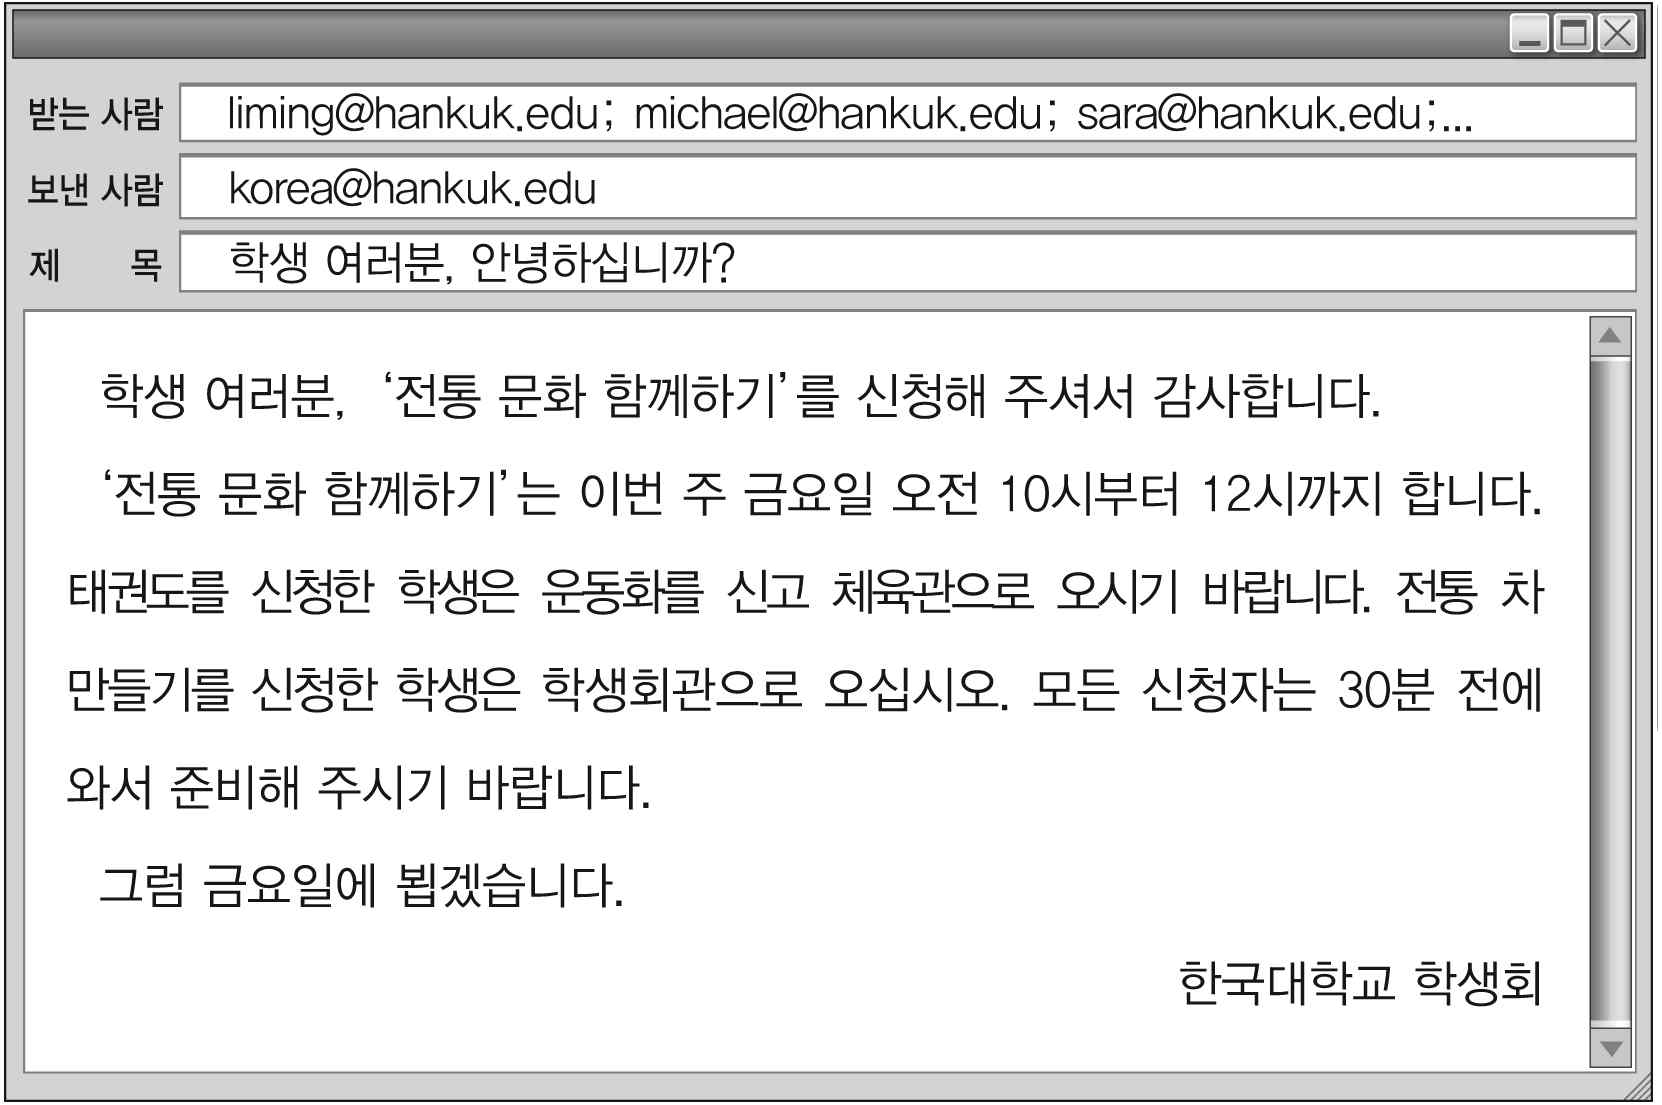 받는 사람 liming@hankuk.edu; michael@hankuk.edu; sara@hankuk.edu;...
보낸 사람 korea@hankuk.edu
제 목 학생 여러분, 안녕하십니까?
학생 여러분, ‘전통 문화 함께하기’를 신청해 주셔서 감사합니다.
‘전통 문화 함께하기’는 이번 주 금요일 오전 10시부터 12시까지 합니다.
태권도를 신청한 학생은 운동화를 신고 체육관으로 오시기 바랍니다. 전통 차
만들기를 신청한 학생은 학생회관으로 오십시오. 모든 신청자는 30분 전에
와서 준비해 주시기 바랍니다.
그럼 금요일에 뵙겠습니다.
한국대학교 학생회